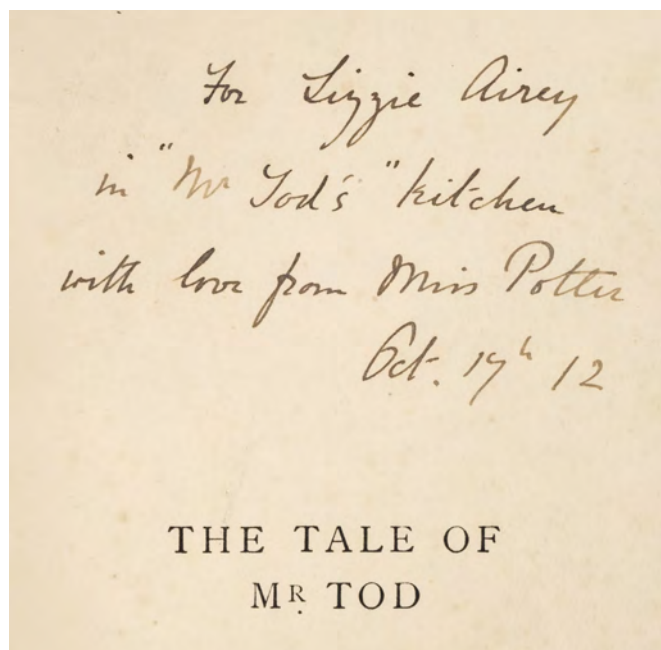 For Lizzie Airey
in "Mr Tod's" kitchen
with love from Miss Potter
Oct. 17th 12
THE TALE OF
MR. TOD